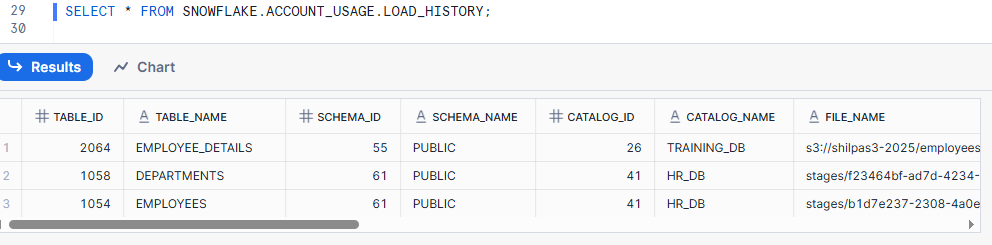 29 SELECT * FROM SNOWFLAKE.ACCOUNT_USAGE.LOAD_HISTORY;
30
Results Chart
TABLE_ID TABLE_NAME SCHEMA_ID SCHEMA_NAME CATALOG_ID CATALOG_NAME FILE_NAME
1 2064 EMPLOYEE_DETAILS 55 PUBLIC 26 TRAINING_DB s3://shilpas3-2025/employees
2 1058 DEPARTMENTS 61 PUBLIC 41 HR_DB stages/f23464bf-ad7d-4234-
3 1054 EMPLOYEES 61 PUBLIC 41 HR_DB stages/b1d7e237-2308-4a0e